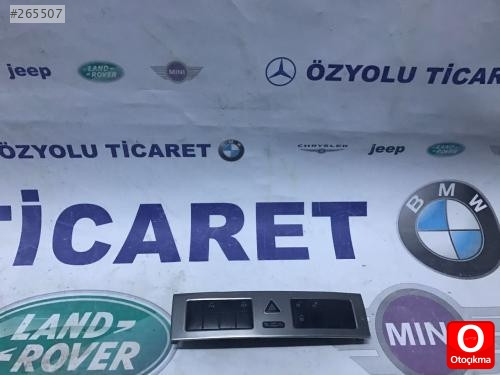 #265507
jeep
LAND ROVER
MINI
ÖZYOLU TİCARET
ÖZYOLU TİCARET
CHRYSLER
jeep
LAND ROVER
TİCARET
BMW
LAND ROVER
MINI
O
Otoçıkma